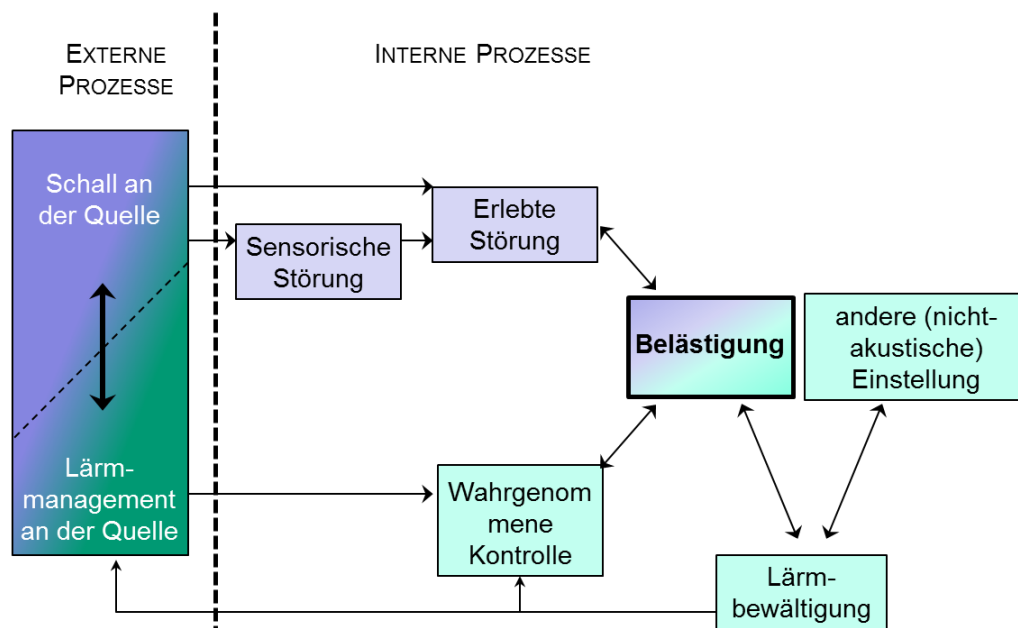 EXTERNE
PROZESSE
INTERNE PROZESSE
Schall an
der Quelle
Lärm-
management
an der Quelle
Sensorische
Störung
Erlebte
Störung
Belästigung
andere (nicht-
akustische)
Einstellung
Wahrgenom
mene
Kontrolle
Lärm-
bewältigung